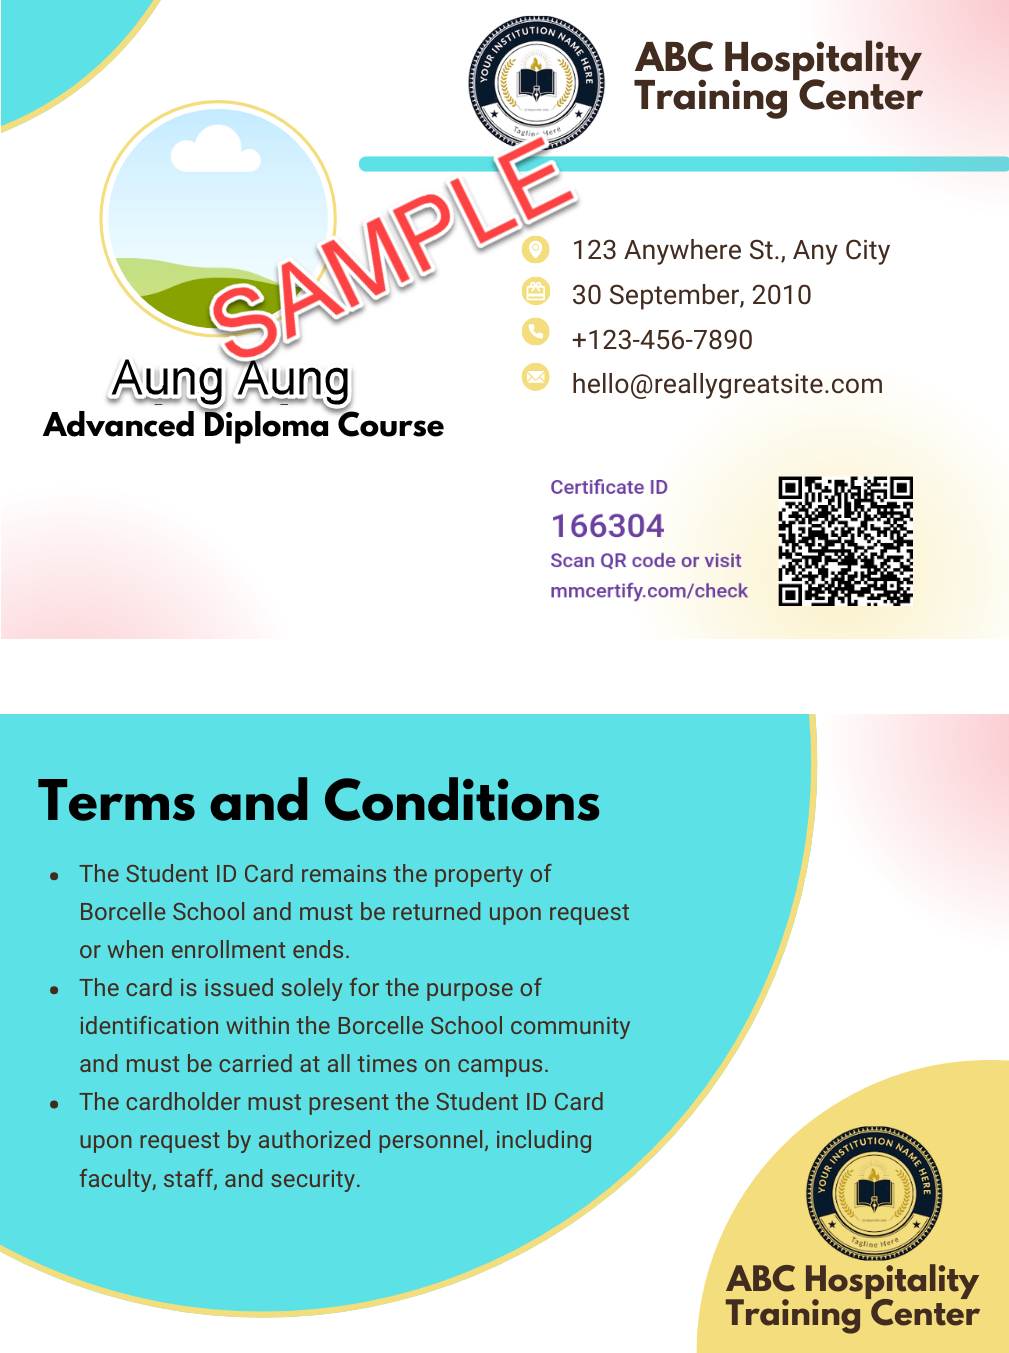 YOUR INSTITUTION NAME HERE
Tagline Here
ABC Hospitality
Training Center
SAMPLE
123 Anywhere St., Any City
30 September, 2010
+123-456-7890
hello@reallygreatsite.com
Aung Aung
Advanced Diploma Course
Certificate ID
166304
Scan QR code or visit
mmcertify.com/check
Terms and Conditions
• The Student ID Card remains the property of
Borcelle School and must be returned upon request
or when enrollment ends.
• The card is issued solely for the purpose of
identification within the Borcelle School community
and must be carried at all times on campus.
• The cardholder must present the Student ID Card
upon request by authorized personnel, including
faculty, staff, and security.
YOUR INSTITUTION NAME HERE
Tagline Here
ABC Hospitality
Training Center